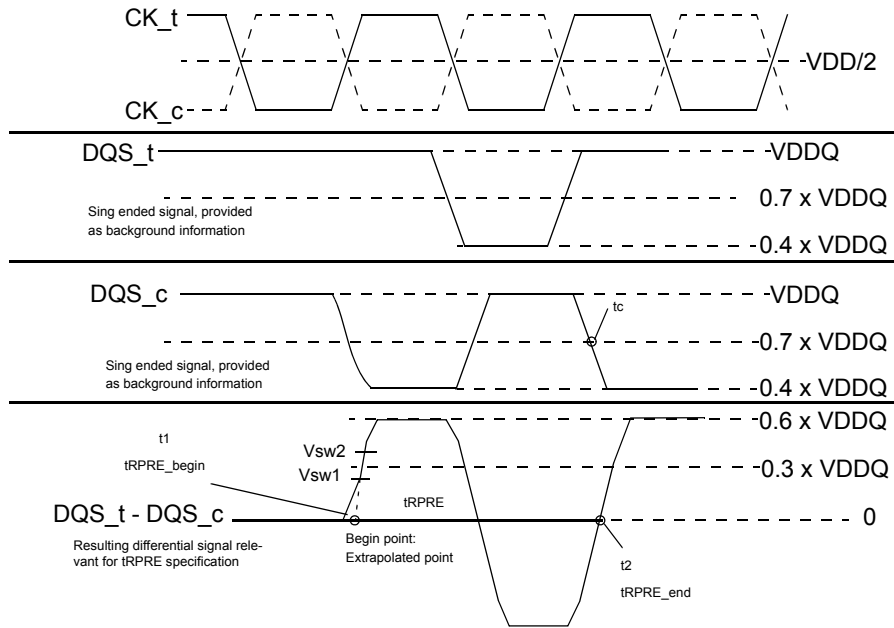 CK_t
VDD/2
CK_c
DQS_t
VDDQ
0.7 x VDDQ
Sing ended signal, provided
as background information
0.4 x VDDQ
DQS_c
VDDQ
tc
0.7 x VDDQ
Sing ended signal, provided
as background information
0.4 x VDDQ
0.6 x VDDQ
t1
tRPRE_begin
Vsw2
Vsw1
0.3 x VDDQ
tRPRE
DQS_t - DQS_c
0
Resulting differential signal rele-
vant for tRPRE specification
Begin point:
Extrapolated point
t2
tRPRE_end